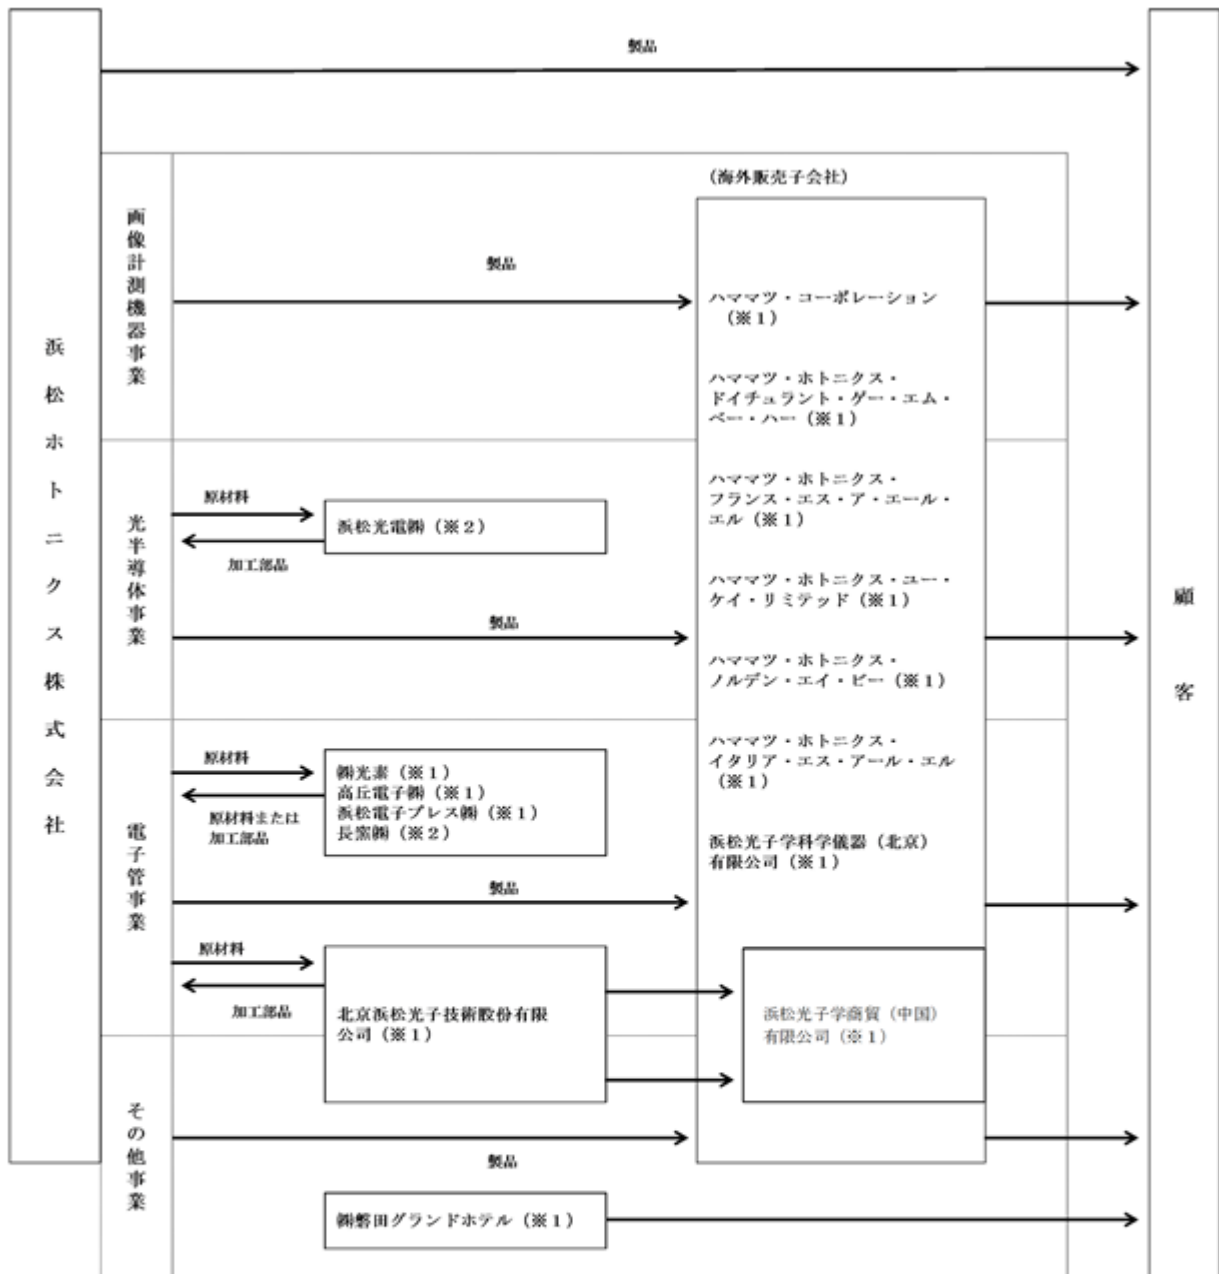 製品
(海外販売子会社)
浜松ホトニクス株式会社
画像計測機器事業
製品
ハママツ・コーポレーション
(※1)
ハママツ・ホトニクス・
ドイチュラント・ゲー・エム・
ベー・ハー(※1)
ハママツ・ホトニクス・
フランス・エス・ア・エール・
エル(※1)
ハママツ・ホトニクス・ユー・
ケイ・リミテッド(※1)
ハママツ・ホトニクス・
ノルデン・エイ・ビー(※1)
ハママツ・ホトニクス・
イタリア・エス・アール・エル
(※1)
浜松光子学科学儀器(北京)
有限公司(※1)
光半導体事業
原材料
浜松光電㈱(※2)
加工部品
製品
電子管事業
原材料
㈱光素(※1)
高丘電子㈱(※1)
浜松電子プレス㈱(※1)
長窯㈱(※2)
原材料または
加工部品
製品
原材料
加工部品
北京浜松光子技術股份有限
公司(※1)
浜松光子学商貿(中国)
有限公司(※1)
その他事業
製品
㈱磐田グランドホテル(※1)
顧客